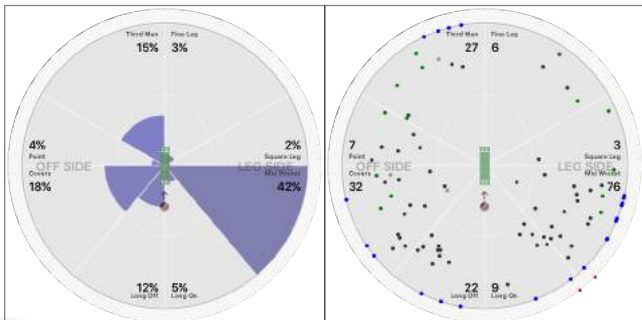 Third Man Fine Leg
15% 3%
4%
Point
OFF SIDE
Covers
18%
2%
Square Leg
LEG SIDE
Mid Wicket
42%
12% 5%
Long Off Long On
Third Man Fine Leg
27 6
7
Point
OFF SIDE
Covers
32
3
Square Leg
LEG SIDE
Mid Wicket
76
22 9
Long Off Long On